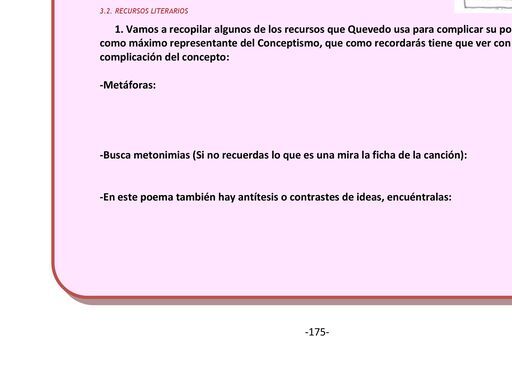 3.2. RECURSOS LITERARIOS
1. Vamos a recopilar algunos de los recursos que Quevedo usa para complicar su
como máximo representante del Conceptismo, que como recordarás tiene que ver con
complicación del concepto:
-Metáforas:
-Busca metonimias (Si no recuerdas lo que es una mira la ficha de la canción):
-En este poema también hay antítesis o contrastes de ideas, encuéntralas:
-175-